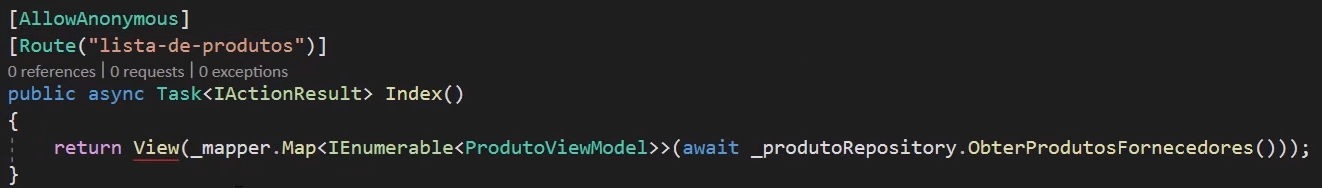 [AllowAnonymous]
[Route("lista-de-produtos")]
0 references | 0 requests | 0 exceptions
public async Task<IActionResult> Index()
{
return View(_mapper.Map<IEnumerable<ProdutoViewModel>>(await _produtoRepository.ObterProdutosFornecedores()));
}